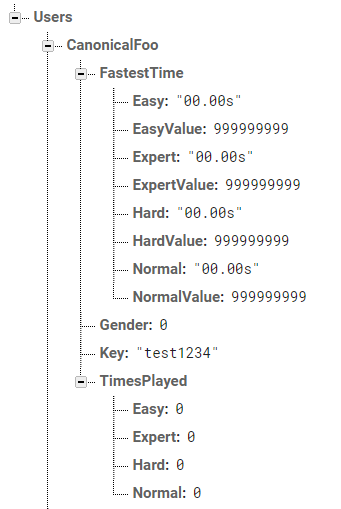 Users
CanonicalFoo
FastestTime
Easy: "00.00s"
EasyValue: 999999999
Expert: "00.00s"
ExpertValue: 999999999
Hard: "00.00s"
HardValue: 999999999
Normal: "00.00s"
NormalValue: 999999999
Gender: 0
Key: "test1234"
TimesPlayed
Easy: 0
Expert: 0
Hard: 0
Normal: 0